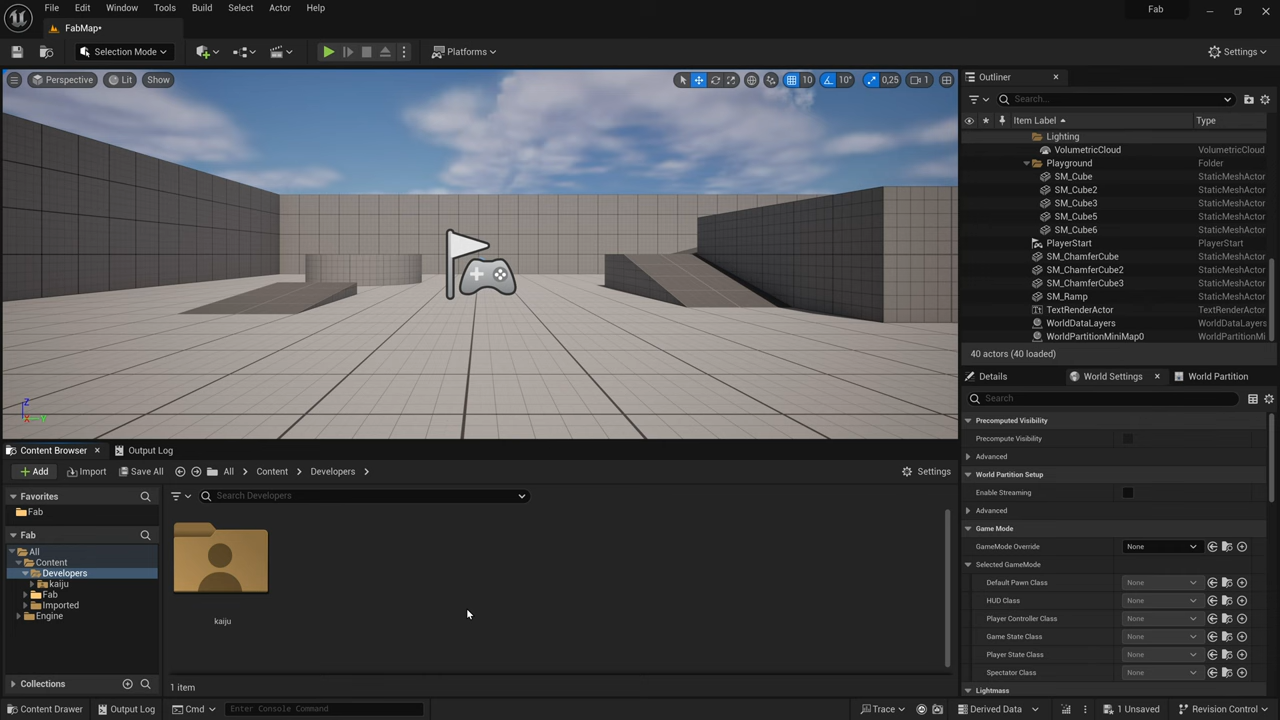 File Edit Window Tools Build Select Actor Help
Fab
FabMap*
Selection Mode
Platforms
Settings
Perspective Lit Show
10 10° 0,25 1
Outliner
Search...
Item Label Type
Lighting
VolumetricCloud VolumetricCloud
Playground Folder
SM_Cube StaticMeshActor
SM_Cube2 StaticMeshActor
SM_Cube3 StaticMeshActor
SM_Cube5 StaticMeshActor
SM_Cube6 StaticMeshActor
PlayerStart PlayerStart
SM_ChamferCube StaticMeshActor
SM_ChamferCube2 StaticMeshActor
SM_ChamferCube3 StaticMeshActor
SM_Ramp StaticMeshActor
TextRenderActor TextRenderActor
WorldDataLayers WorldDataLayers
WorldPartitionMiniMap0 WorldPartitionMi
40 actors (40 loaded)
Details World Settings World Partition
Search
Precomputed Visibility
Precompute Visibility
Advanced
World Partition Setup
Enable Streaming
Advanced
Game Mode
GameMode Override None
Selected GameMode
Default Pawn Class None
HUD Class None
Player Controller Class None
Game State Class None
Player State Class None
Spectator Class None
Lightmass
Z
Y
Content Browser Output Log
Add Import Save All All Content Developers Settings
Favorites
Fab
Fab
All
Content
Developers
kaiju
Fab
Imported
Engine
Collections
Search Developers
kaiju
1 item
Content Drawer Output Log Cmd Enter Console Command
Trace Derived Data 1 Unsaved Revision Control